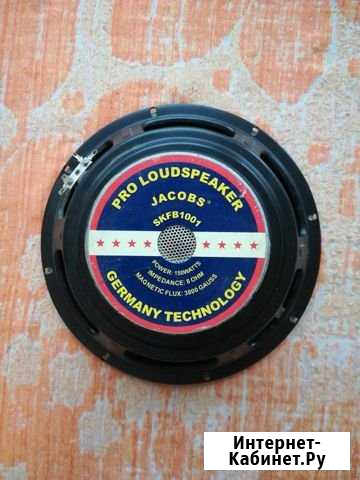 PRO LOUDSPEAKER
JACOBS®
SKFB1001
POWER: 150WATTS
IMPEDANCE: 8 OHM
MAGNETIC FLUX: 3800 GAUSS
GERMANY TECHNOLOGY
Интернет-
Кабинет.Ру